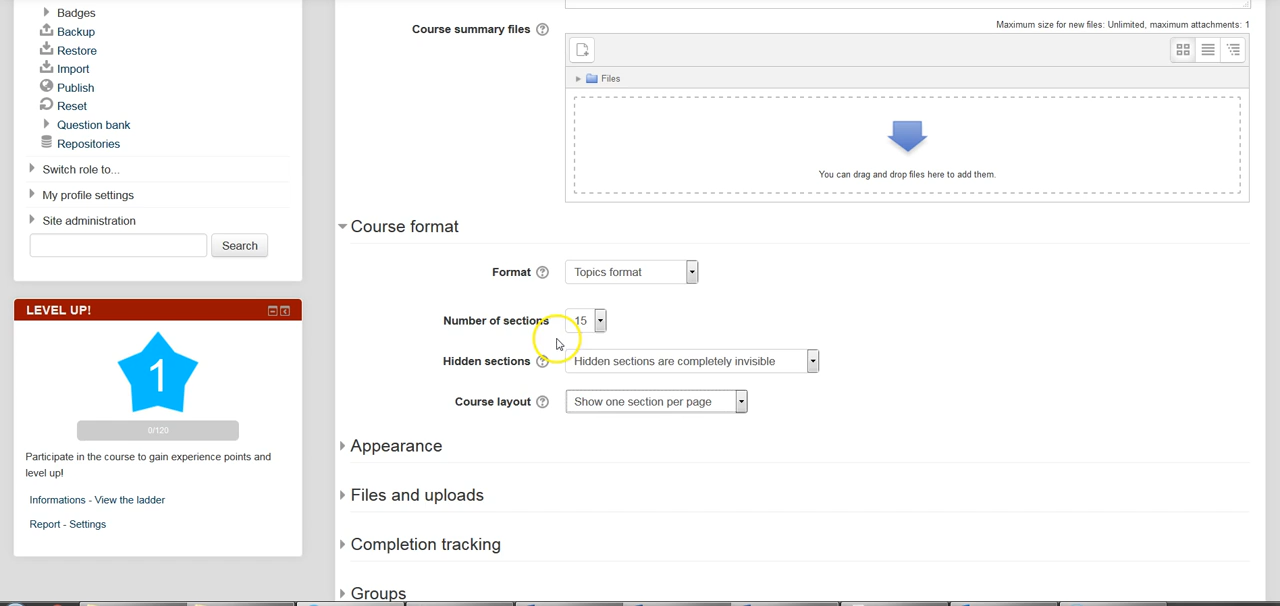 Badges
Backup
Restore
Import
Publish
Reset
Question bank
Repositories
Switch role to...
My profile settings
Site administration
Search
LEVEL UP!
1
0/120
Participate in the course to gain experience points and
level up!
Informations - View the ladder
Report - Settings
Course summary files
Maximum size for new files: Unlimited, maximum attachments: 1
Files
You can drag and drop files here to add them.
Course format
Format Topics format
Number of sections 15
Hidden sections Hidden sections are completely invisible
Course layout Show one section per page
Appearance
Files and uploads
Completion tracking
Groups